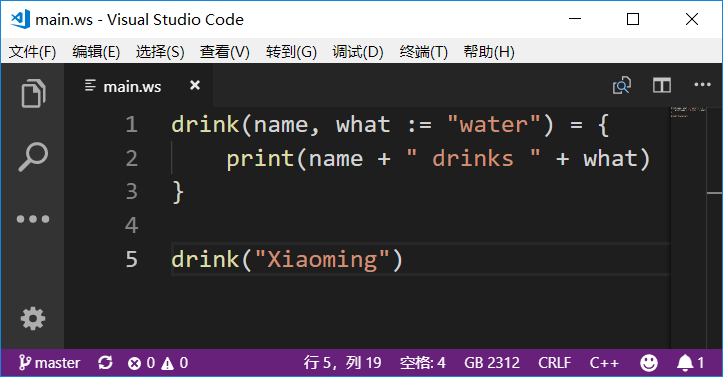 main.ws - Visual Studio Code
文件(F) 编辑(E) 选择(S) 查看(V) 转到(G) 调试(D) 终端(T) 帮助(H)
main.ws
1 drink(name, what := "water") = {
2 print(name + " drinks " + what)
3 }
4
5 drink("Xiaoming")
master 0 0 行 5，列 19 空格: 4 GB 2312 CRLF C++ 1